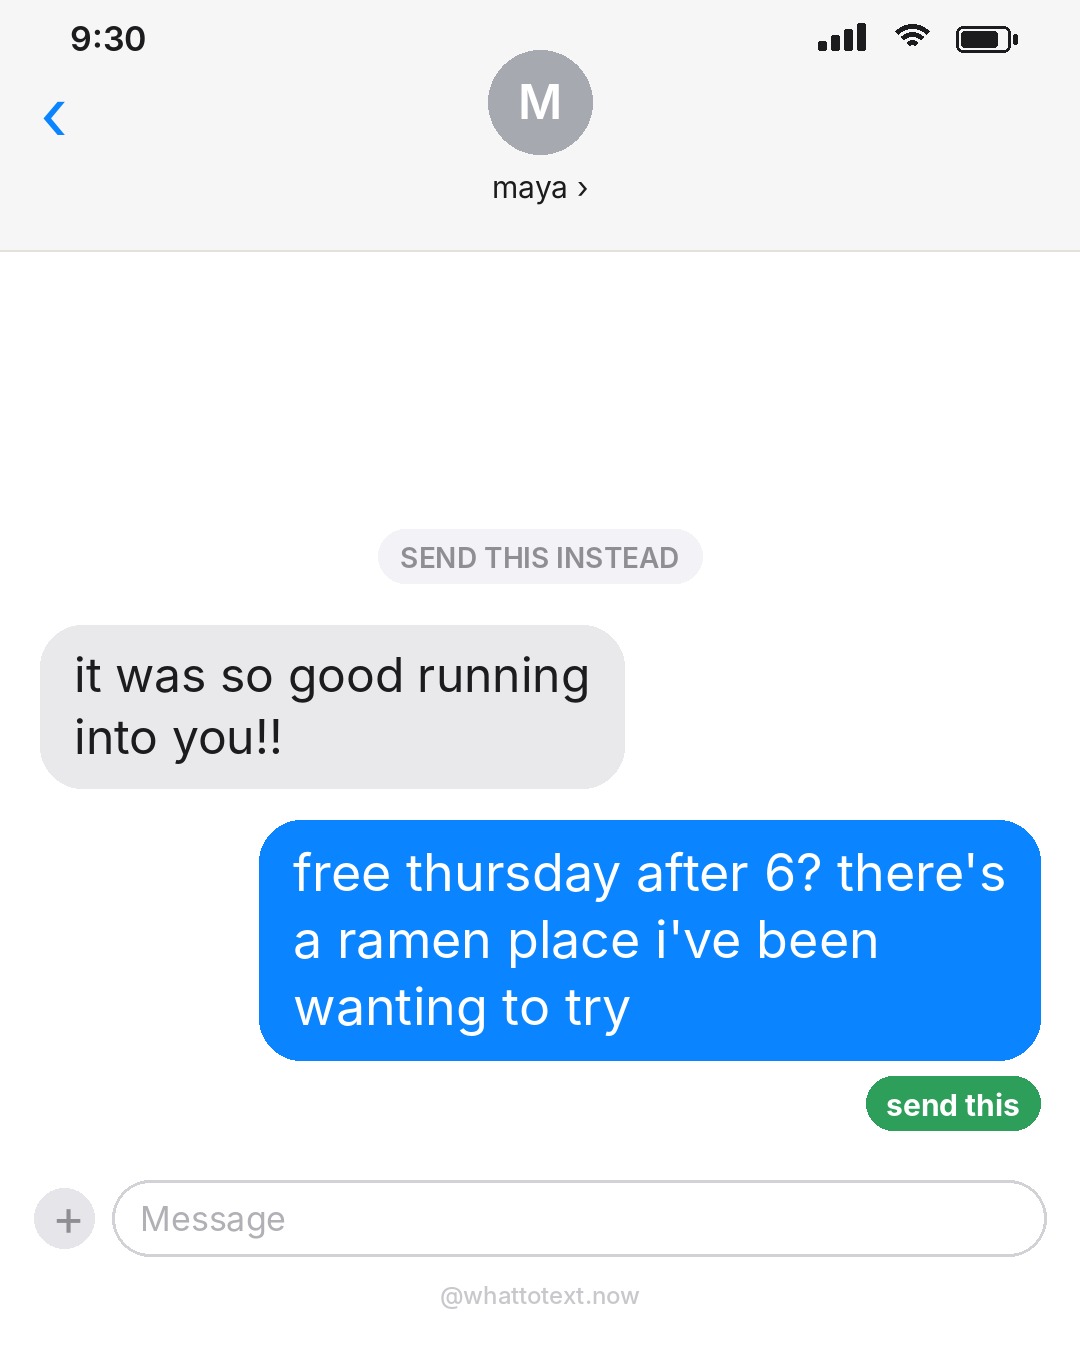 9:30
M
maya ›
SEND THIS INSTEAD
it was so good running
into you!!
free thursday after 6? there's
a ramen place i've been
wanting to try
send this
+ Message
@whattotext.now